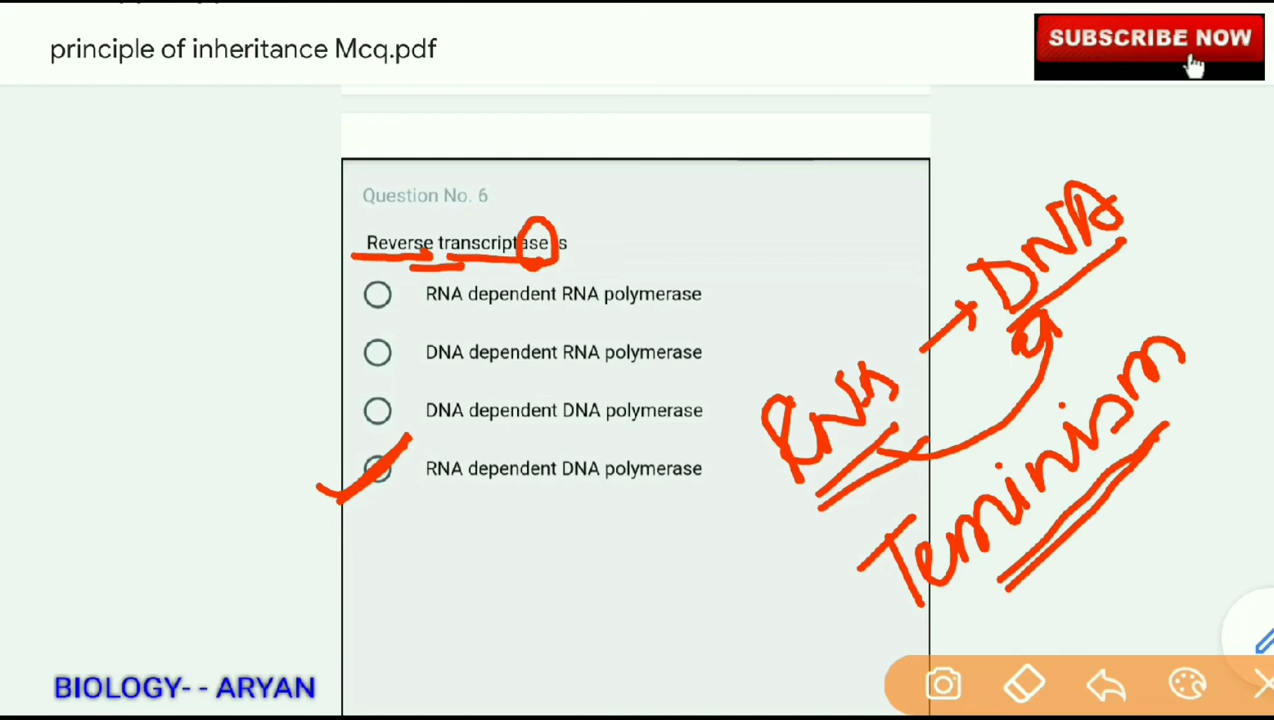 principle of inheritance Mcq.pdf
SUBSCRIBE NOW
Question No. 6
Reverse transcriptase is
RNA dependent RNA polymerase
DNA dependent RNA polymerase
DNA dependent DNA polymerase
RNA dependent DNA polymerase
RNA → DNA
Teminism
BIOLOGY- - ARYAN